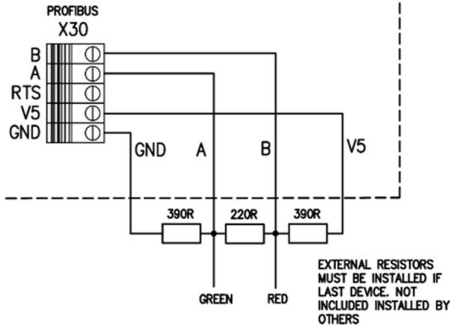 PROFIBUS
X30
B
A
RTS
V5
GND
GND A B V5
390R 220R 390R
GREEN RED
EXTERNAL RESISTORS
MUST BE INSTALLED IF
LAST DEVICE. NOT
INCLUDED INSTALLED BY
OTHERS